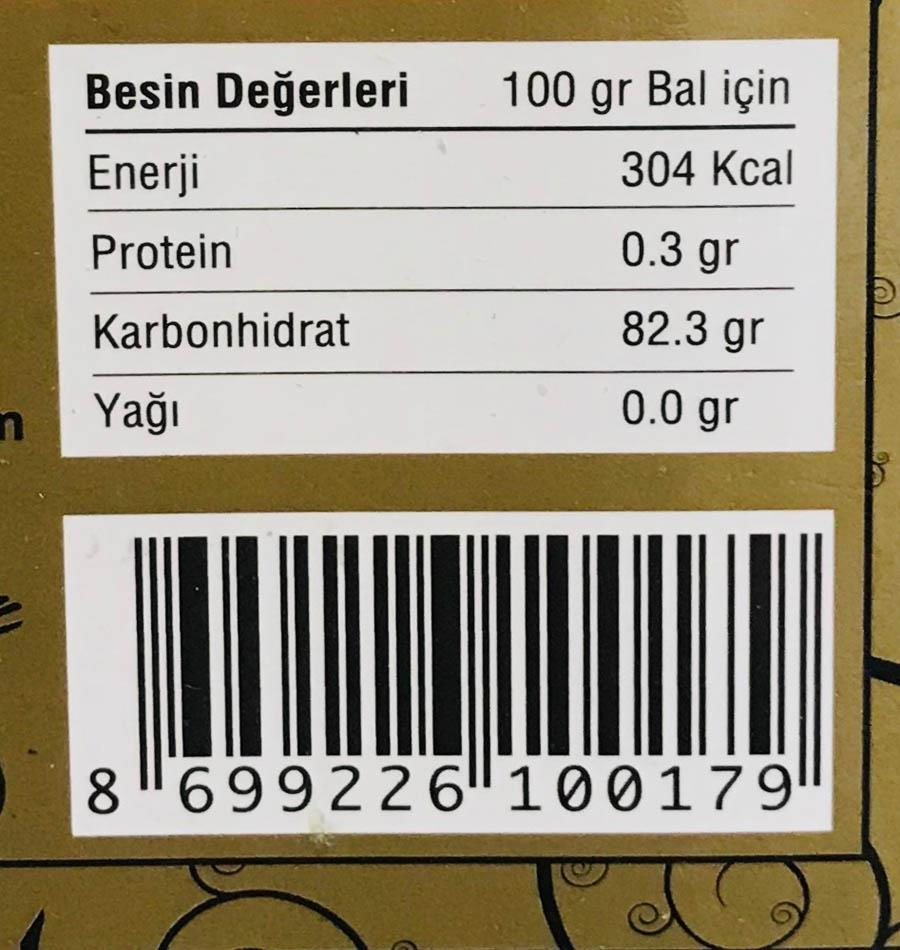 Besin Değerleri 100 gr Bal için
Enerji 304 Kcal
Protein 0.3 gr
Karbonhidrat 82.3 gr
Yağı 0.0 gr
8 699226 100179